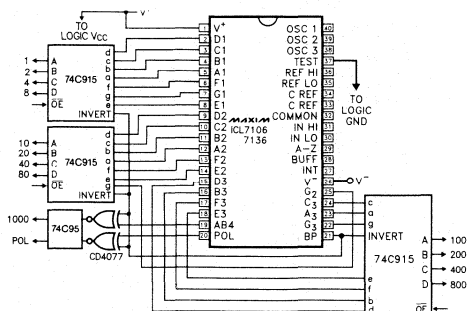 V+
TO
LOGIC VCC
1 A
2 B
4 C
8 D
OE
74C915
d
c
b
a
f
g
e
INVERT
10 A
20 B
40 C
80 D
OE
74C915
d
c
b
a
f
e
g
INVERT
1000
POL
74C95
CD4077
1 V+
2 D1
3 C1
4 B1
5 A1
6 F1
7 G1
8 E1
9 D2
10 C2
11 B2
12 A2
13 F2
14 E2
15 D3
16 B3
17 F3
18 E3
19 AB4
20 POL
MAXIM
ICL7106
7136
OSC 1 40
OSC 2 39
OSC 3 38
TEST 37
REF HI 36
REF LO 35
C REF 34
C REF 33
COMMON 32
IN HI 31
IN LO 30
A-Z 29
BUFF 28
INT 27
V- 26
G2 25
C3 24
A3 23
G3 22
BP 21
V-
TO
LOGIC
GND
c
a
g
INVERT
74C915
A 100
B 200
C 400
D 800
e
f
b
d
OE